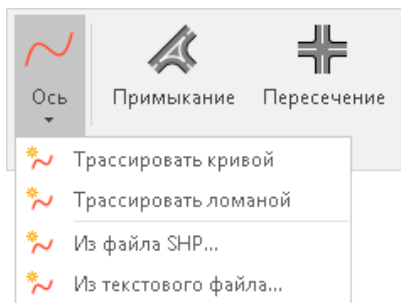 Ось
Примыкание
Пересечение
Трассировать кривой
Трассировать ломаной
Из файла SHP...
Из текстового файла...